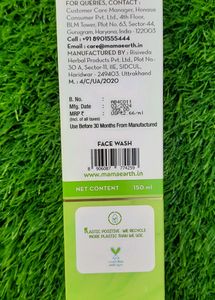 FOR QUERIES, CONTACT :
Customer Care Manager, Honasa
Consumer Pvt. Ltd., 4th Floor,
BLM Tower, Plot No. 63, Sector-44,
Gurugram, Haryana, India - 122003
Call : +91 8901555444
Email : care@mamaearth.in
MANUFACTURED BY : Risiveda
Herbal Products Pvt. Ltd., Plot No
30 A, Sector-11, IIE, SIDCUL,
Haridwar - 249403 Uttrakhand
M.L : 4/C/UA/2020
B. No. :
Mfg. Date :
MRP ₹ :
(Incl. of all taxes)
Use Before 30 Months From Manufactured
FACE WASH
8 906087 774259
www.mamaearth.in
NET CONTENT
150 ml
PLASTIC POSITIVE - WE RECYCLE
MORE PLASTIC THAN WE USE.